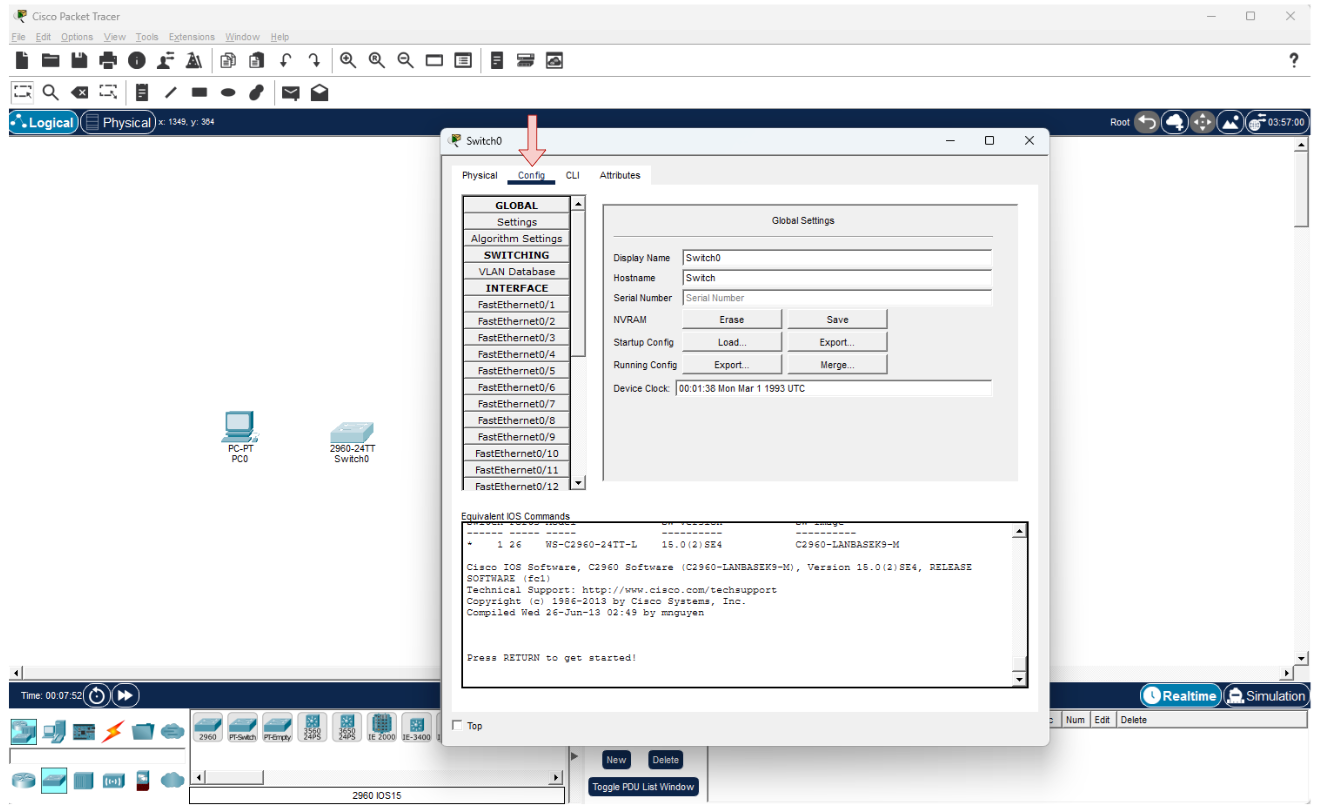 Cisco Packet Tracer
File Edit Options View Tools Extensions Window Help
?
Logical Physical x: 1349, y: 364
Root 03:57:00
Switch0
Physical Config CLI Attributes
GLOBAL
Settings
Algorithm Settings
SWITCHING
VLAN Database
INTERFACE
FastEthernet0/1
FastEthernet0/2
FastEthernet0/3
FastEthernet0/4
FastEthernet0/5
FastEthernet0/6
FastEthernet0/7
FastEthernet0/8
FastEthernet0/9
FastEthernet0/10
FastEthernet0/11
FastEthernet0/12
Global Settings
Display Name Switch0
Hostname Switch
Serial Number Serial Number
NVRAM Erase Save
Startup Config Load... Export...
Running Config Export... Merge...
Device Clock: 00:01:38 Mon Mar 1 1993 UTC
PC-PT
PC0
2960-24TT
Switch0
Equivalent IOS Commands
------ ----- ----- ---------- ----------
* 1 26 WS-C2960-24TT-L 15.0(2)SE4 C2960-LANBASEK9-M
Cisco IOS Software, C2960 Software (C2960-LANBASEK9-M), Version 15.0(2)SE4, RELEASE
SOFTWARE (fc1)
Technical Support: http://www.cisco.com/techsupport
Copyright (c) 1986-2013 by Cisco Systems, Inc.
Compiled Wed 26-Jun-13 02:49 by mnguyen
Press RETURN to get started!
Top
Time: 00:07:52
Realtime Simulation
2960 PT-Switch PT-Empty 3560 24PS 3650 24PS IE 2000 IE-3400
Num Edit Delete
New Delete
Toggle PDU List Window
2960 IOS15